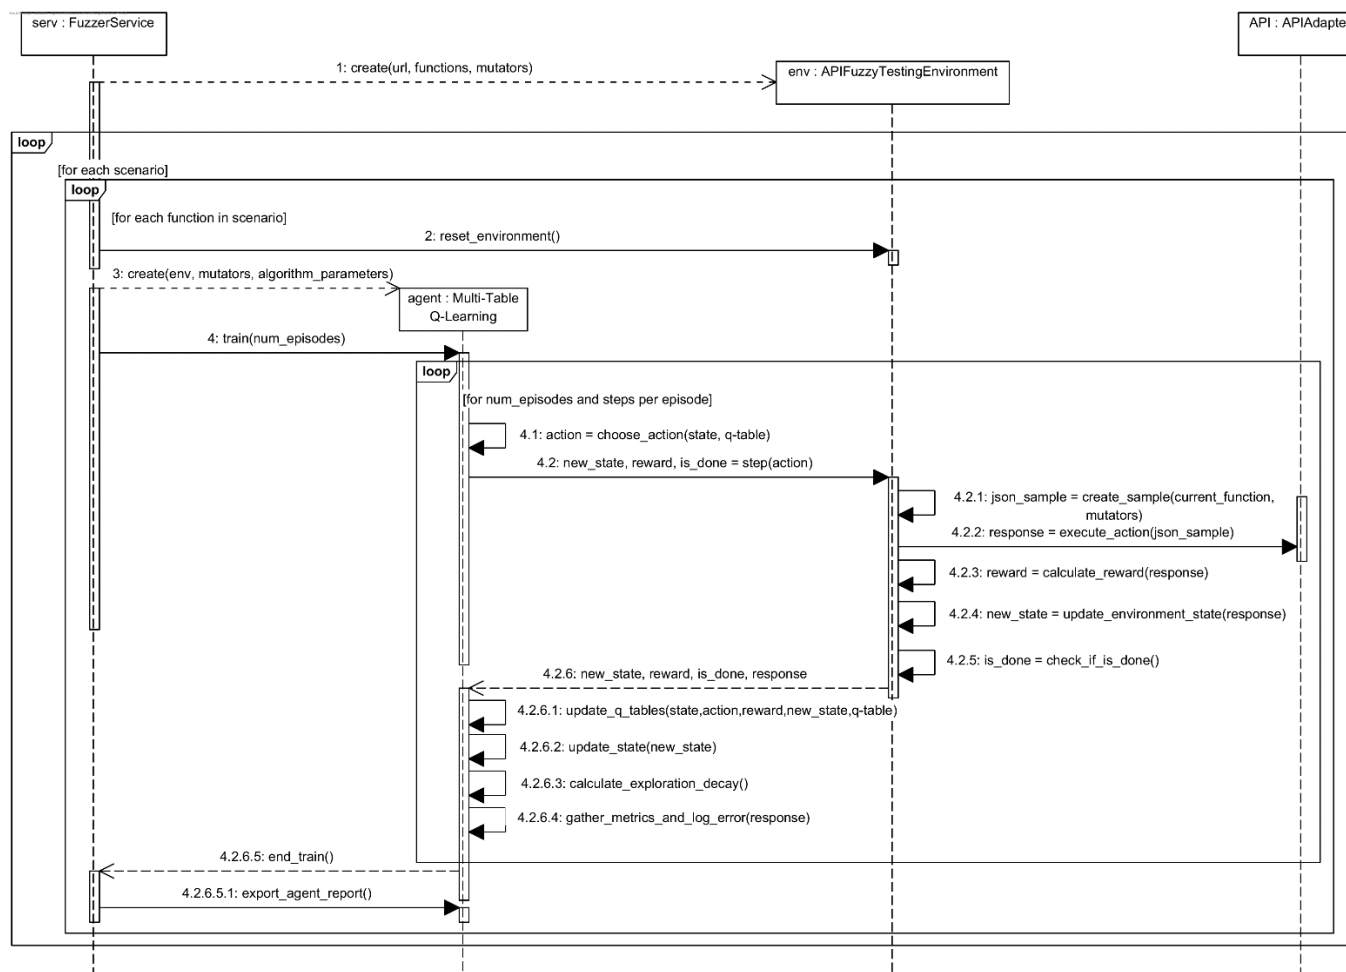 serv : FuzzerService
API : APIAdapte
1: create(url, functions, mutators)
env : APIFuzzyTestingEnvironment
loop
[for each scenario]
loop
[for each function in scenario]
2: reset_environment()
3: create(env, mutators, algorithm_parameters)
agent : Multi-Table
Q-Learning
4: train(num_episodes)
loop
[for num_episodes and steps per episode]
4.1: action = choose_action(state, q-table)
4.2: new_state, reward, is_done = step(action)
4.2.1: json_sample = create_sample(current_function,
mutators)
4.2.2: response = execute_action(json_sample)
4.2.3: reward = calculate_reward(response)
4.2.4: new_state = update_environment_state(response)
4.2.5: is_done = check_if_is_done()
4.2.6: new_state, reward, is_done, response
4.2.6.1: update_q_tables(state,action,reward,new_state,q-table)
4.2.6.2: update_state(new_state)
4.2.6.3: calculate_exploration_decay()
4.2.6.4: gather_metrics_and_log_error(response)
4.2.6.5: end_train()
4.2.6.5.1: export_agent_report()